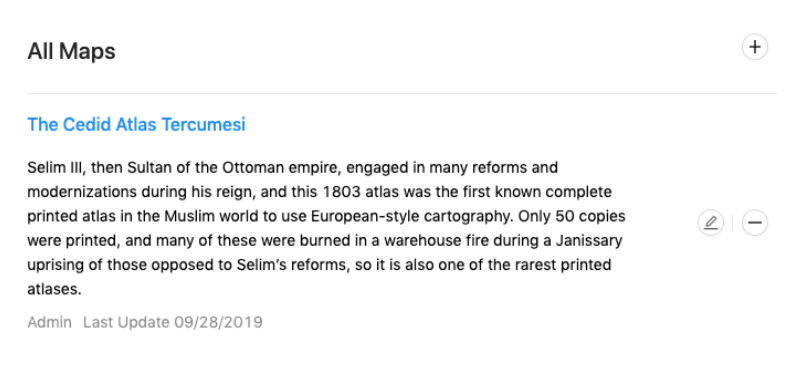 All Maps
The Cedid Atlas Tercumesi
Selim III, then Sultan of the Ottoman empire, engaged in many reforms and
modernizations during his reign, and this 1803 atlas was the first known complete
printed atlas in the Muslim world to use European-style cartography. Only 50 copies
were printed, and many of these were burned in a warehouse fire during a Janissary
uprising of those opposed to Selim’s reforms, so it is also one of the rarest printed
atlases.
Admin Last Update 09/28/2019